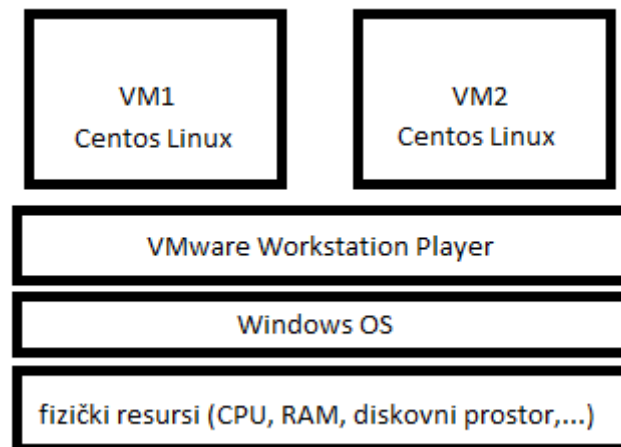 VM1
Centos Linux
VM2
Centos Linux
VMware Workstation Player
Windows OS
fizički resursi (CPU, RAM, diskovni prostor,...)